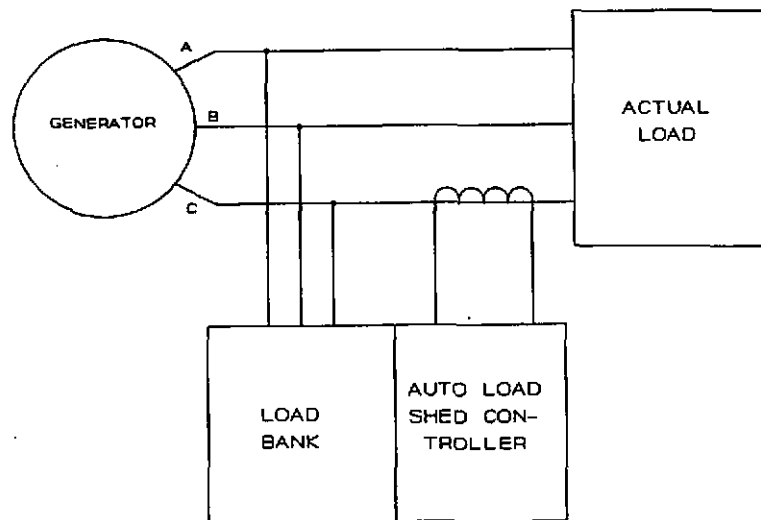 A
GENERATOR
B
C
ACTUAL
LOAD
LOAD
BANK
AUTO LOAD
SHED CON-
TROLLER